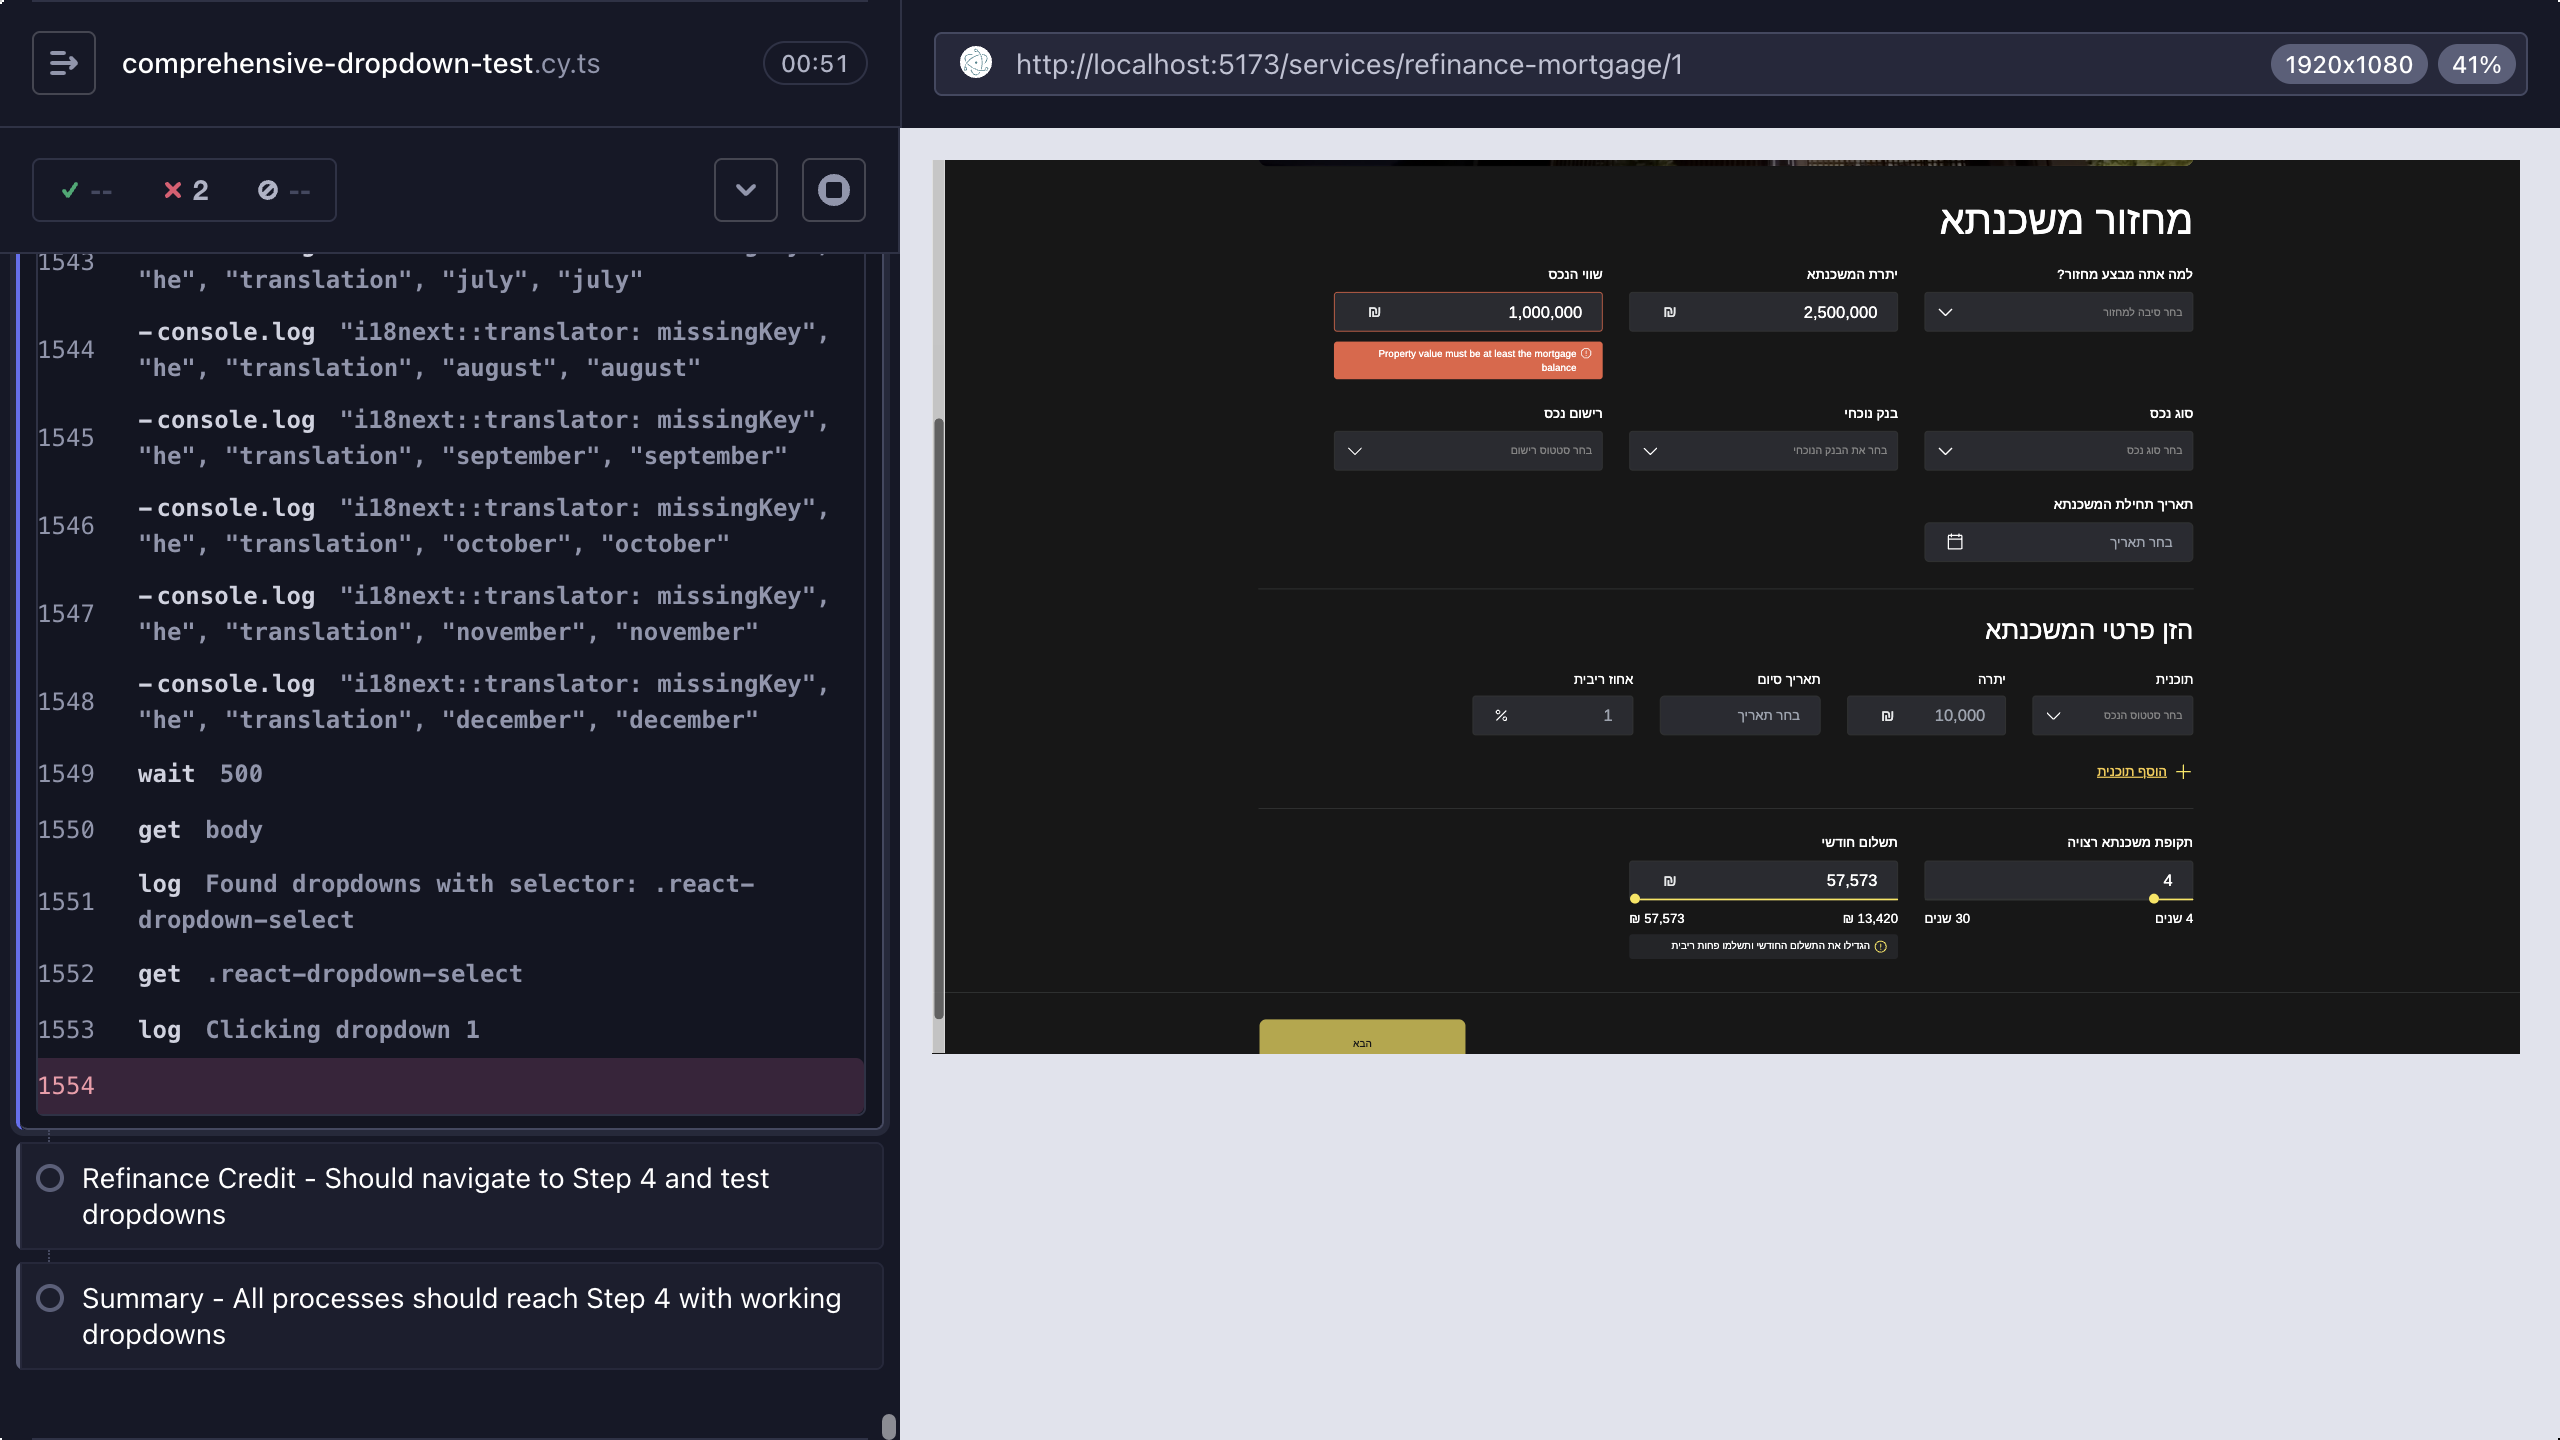 comprehensive-dropdown-test.cy.ts
00:51
--
2
--
1543
"he", "translation", "july", "july"
1544
-console.log "i18next::translator: missingKey",
"he", "translation", "august", "august"
1545
-console.log "i18next::translator: missingKey",
"he", "translation", "september", "september"
1546
-console.log "i18next::translator: missingKey",
"he", "translation", "october", "october"
1547
-console.log "i18next::translator: missingKey",
"he", "translation", "november", "november"
1548
-console.log "i18next::translator: missingKey",
"he", "translation", "december", "december"
1549 wait 500
1550 get body
1551
log Found dropdowns with selector: .react-
dropdown-select
1552 get .react-dropdown-select
1553 log Clicking dropdown 1
1554
Refinance Credit - Should navigate to Step 4 and test
dropdowns
Summary - All processes should reach Step 4 with working
dropdowns
http://localhost:5173/services/refinance-mortgage/1
1920x1080
41%
מחזור משכנתא
למה אתה מבצע מחזור?
יתרת המשכנתא
שווי הנכס
בחר סיבה למחזור
2,500,000 ₪
1,000,000 ₪
Property value must be at least the mortgage
balance
סוג נכס
בנק נוכחי
רישום נכס
בחר סוג נכס
בחר את הבנק הנוכחי
בחר סטטוס רישום
תאריך תחילת המשכנתא
בחר תאריך
הזן פרטי המשכנתא
תוכנית
יתרה
תאריך סיום
אחוז ריבית
בחר סטטוס הנכס
10,000 ₪
בחר תאריך
1 %
הוסף תוכנית
תקופת משכנתא רצויה
תשלום חודשי
4
57,573 ₪
4 שנים
30 שנים
13,420 ₪
57,573 ₪
הגדילו את התשלום החודשי ותשלמו פחות ריבית
הבא